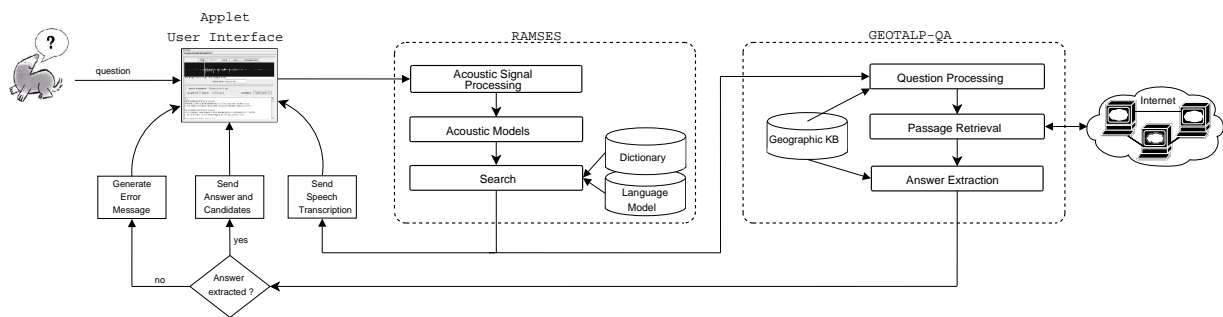 Applet
User Interface
RAMSES
GEOTALP-QA
?
question
Acoustic Signal
Processing
Acoustic Models
Search
Dictionary
Language
Model
Question Processing
Passage Retrieval
Answer Extraction
Geographic KB
Internet
Generate
Error
Message
Send
Answer and
Candidates
Send
Speech
Transcription
yes
no
Answer
extracted ?